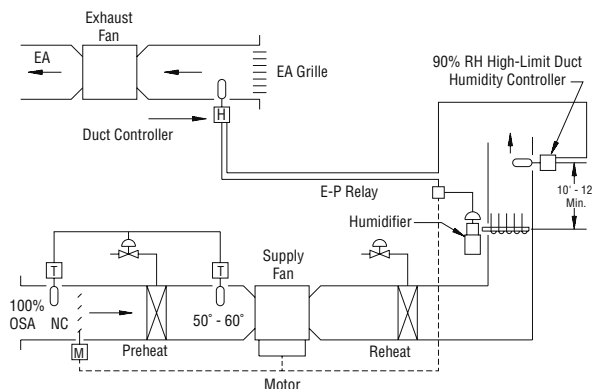 Exhaust
Fan
EA
EA Grille
90% RH High-Limit Duct
Humidity Controller
H
Duct Controller
E-P Relay
10' - 12
Min.
Humidifier
T
T
Supply
Fan
100%
OSA
NC
50° - 60°
M
Preheat
Reheat
Motor